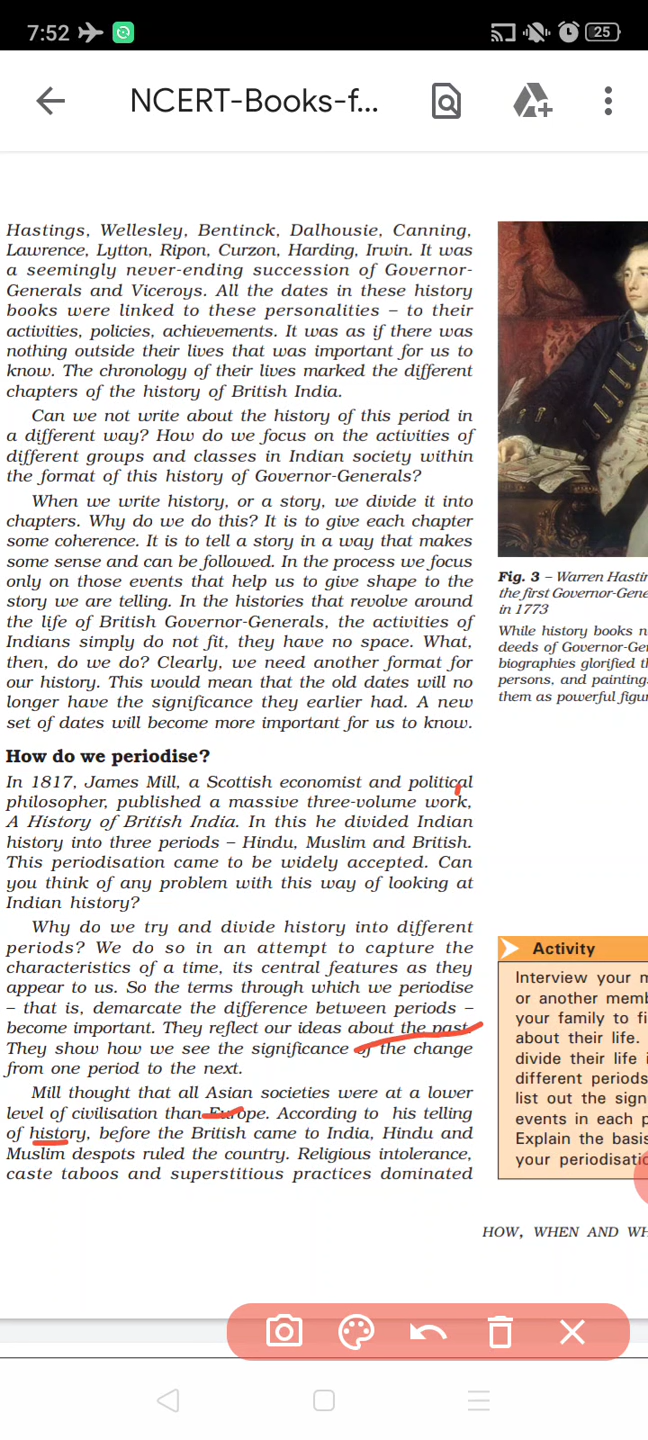 7:52
25
NCERT-Books-f...
Hastings, Wellesley, Bentinck, Dalhousie, Canning,
Lawrence, Lytton, Ripon, Curzon, Harding, Irwin. It was
a seemingly never-ending succession of Governor-
Generals and Viceroys. All the dates in these history
books were linked to these personalities – to their
activities, policies, achievements. It was as if there was
nothing outside their lives that was important for us to
know. The chronology of their lives marked the different
chapters of the history of British India.
Can we not write about the history of this period in
a different way? How do we focus on the activities of
different groups and classes in Indian society within
the format of this history of Governor-Generals?
When we write history, or a story, we divide it into
chapters. Why do we do this? It is to give each chapter
some coherence. It is to tell a story in a way that makes
some sense and can be followed. In the process we focus
only on those events that help us to give shape to the
story we are telling. In the histories that revolve around
the life of British Governor-Generals, the activities of
Indians simply do not fit, they have no space. What,
then, do we do? Clearly, we need another format for
our history. This would mean that the old dates will no
longer have the significance they earlier had. A new
set of dates will become more important for us to know.
How do we periodise?
In 1817, James Mill, a Scottish economist and political
philosopher, published a massive three-volume work,
A History of British India. In this he divided Indian
history into three periods – Hindu, Muslim and British.
This periodisation came to be widely accepted. Can
you think of any problem with this way of looking at
Indian history?
Why do we try and divide history into different
periods? We do so in an attempt to capture the
characteristics of a time, its central features as they
appear to us. So the terms through which we periodise
– that is, demarcate the difference between periods –
become important. They reflect our ideas about the past.
They show how we see the significance of the change
from one period to the next.
Mill thought that all Asian societies were at a lower
level of civilisation than Europe. According to his telling
of history, before the British came to India, Hindu and
Muslim despots ruled the country. Religious intolerance,
caste taboos and superstitious practices dominated
Fig. 3 – Warren Hastin
the first Governor-Gene
in 1773
While history books n
deeds of Governor-Ge
biographies glorified th
persons, and painting
them as powerful figu
Activity
Interview your m
or another memb
your family to fi
about their life.
divide their life i
different periods
list out the sign
events in each p
Explain the basis
your periodisatio
HOW, WHEN AND WH